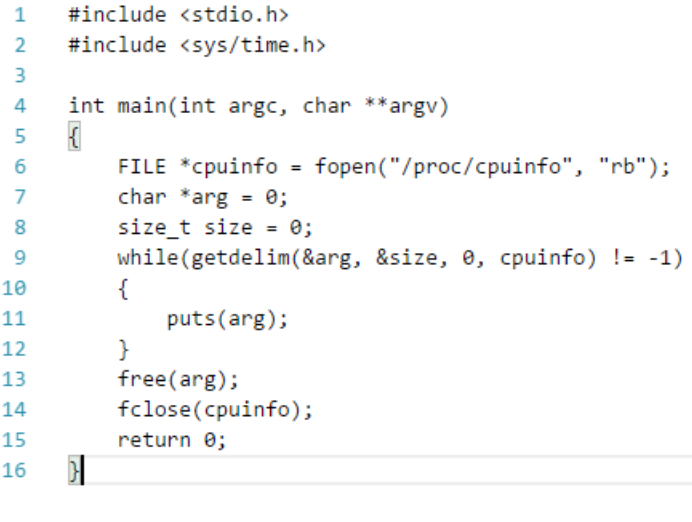 1 #include <stdio.h>
2 #include <sys/time.h>
3
4 int main(int argc, char **argv)
5 {
6     FILE *cpuinfo = fopen("/proc/cpuinfo", "rb");
7     char *arg = 0;
8     size_t size = 0;
9     while(getdelim(&arg, &size, 0, cpuinfo) != -1)
10     {
11         puts(arg);
12     }
13     free(arg);
14     fclose(cpuinfo);
15     return 0;
16 }